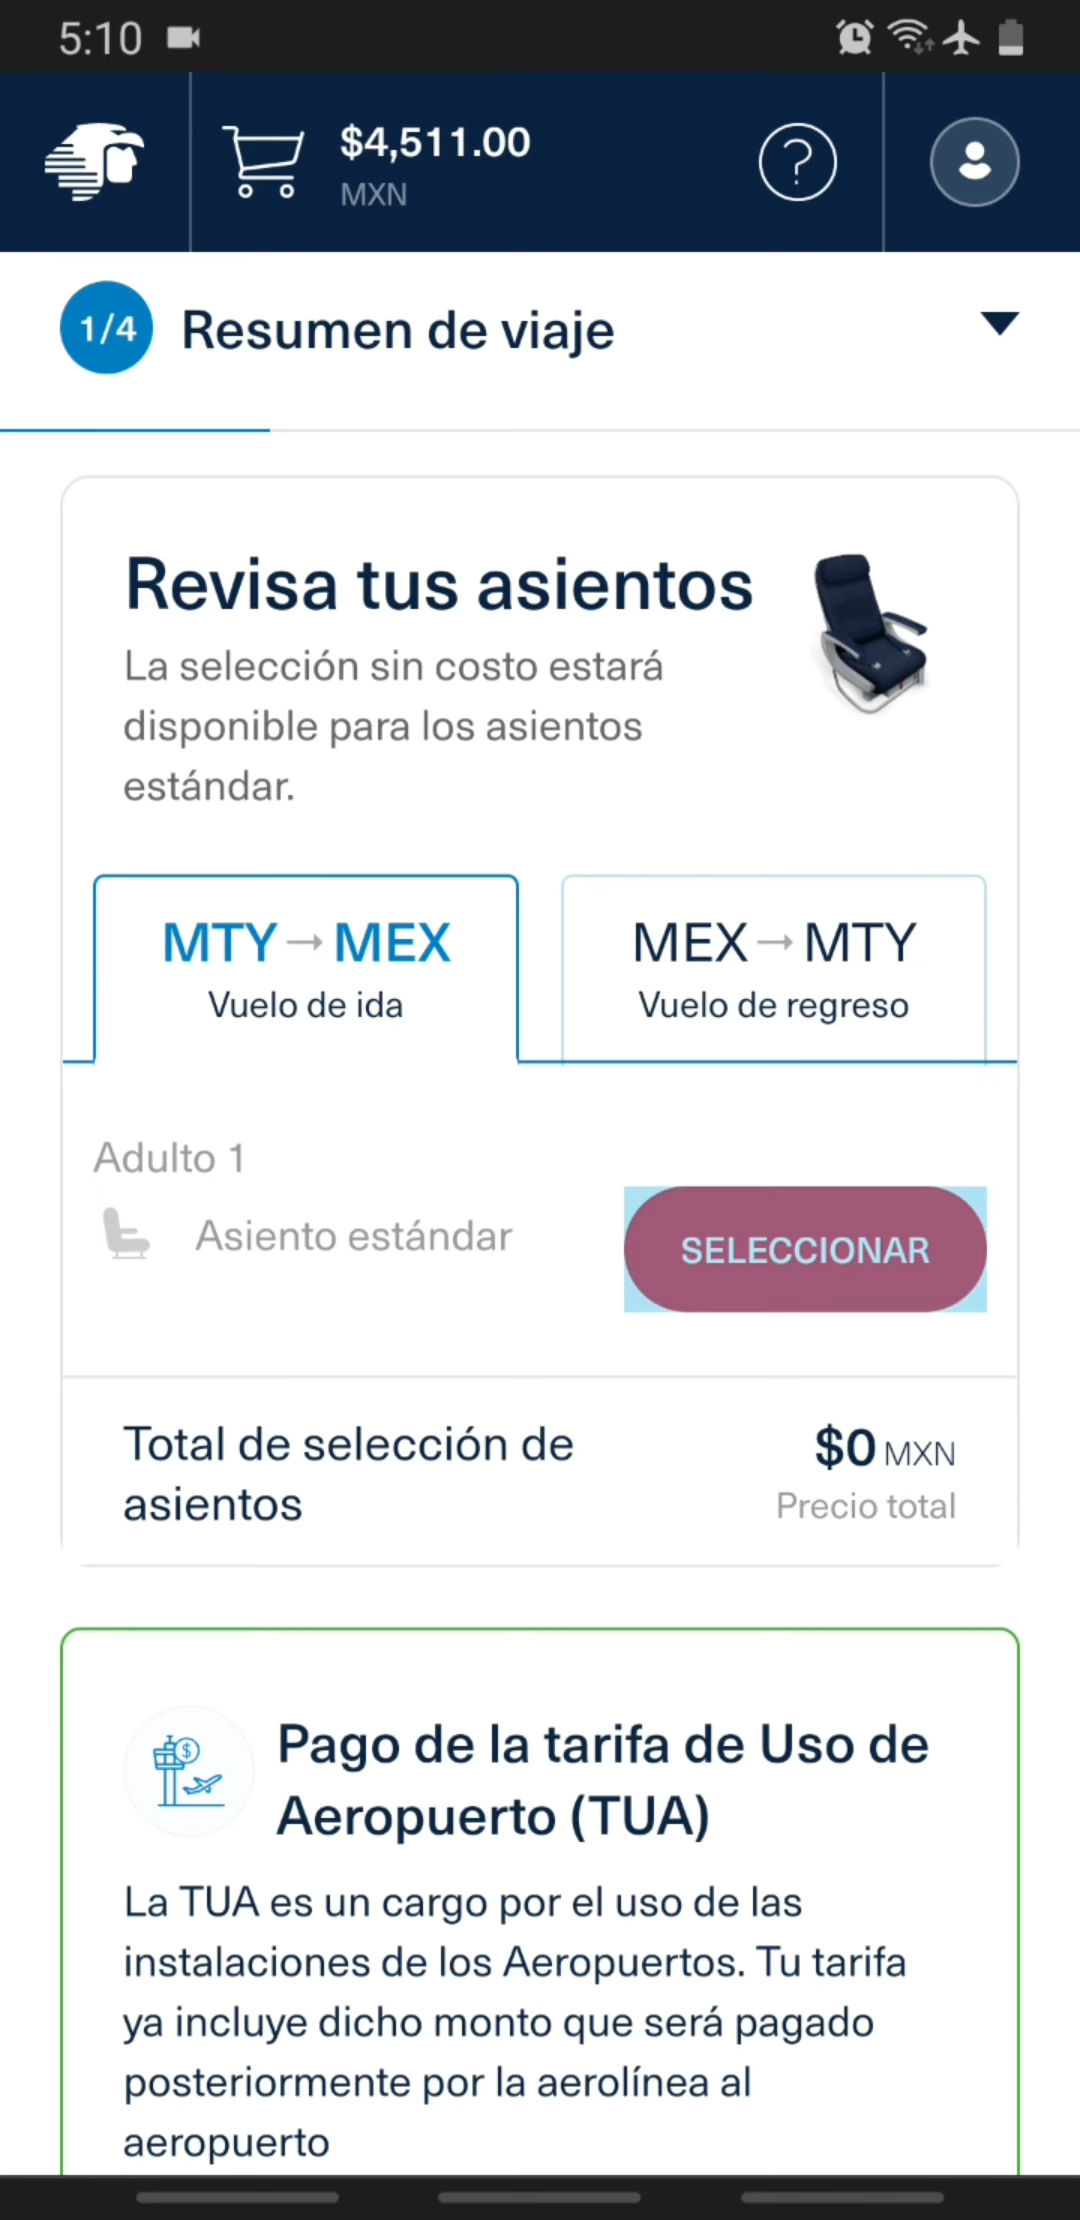 5:10
$4,511.00
MXN
?
1/4 Resumen de viaje
Revisa tus asientos
La selección sin costo estará
disponible para los asientos
estándar.
MTY → MEX
Vuelo de ida
MEX → MTY
Vuelo de regreso
Adulto 1
Asiento estándar
SELECCIONAR
Total de selección de
asientos
$0 MXN
Precio total
$
Pago de la tarifa de Uso de
Aeropuerto (TUA)
La TUA es un cargo por el uso de las
instalaciones de los Aeropuertos. Tu tarifa
ya incluye dicho monto que será pagado
posteriormente por la aerolínea al
aeropuerto